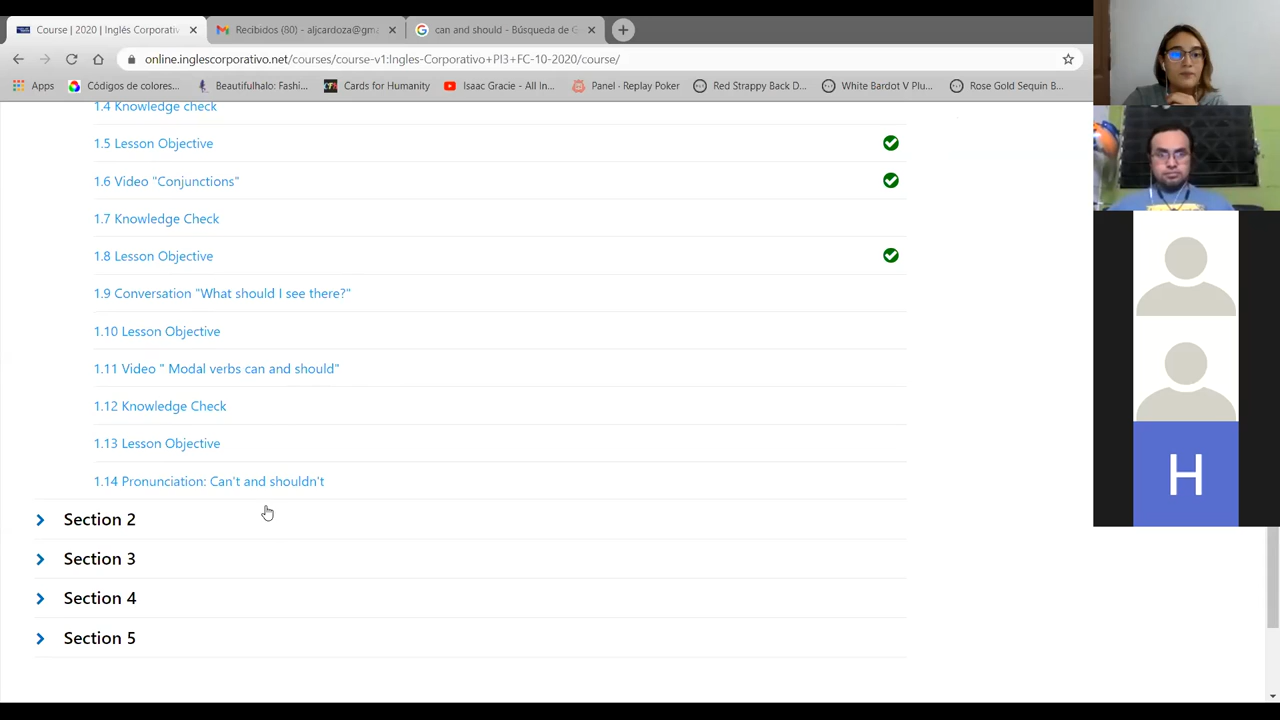 Course | 2020 | Inglés Corporativ
Recibidos (80) - aljcardoza@gma
can and should - Búsqueda de G
online.inglescorporativo.net/courses/course-v1:Ingles-Corporativo+PI3+FC-10-2020/course/
Apps
Códigos de colores...
Beautifulhalo: Fashi...
Cards for Humanity
Isaac Gracie - All In...
Panel · Replay Poker
Red Strappy Back D...
White Bardot V Plu...
Rose Gold Sequin B...
1.4 Knowledge check
1.5 Lesson Objective
1.6 Video "Conjunctions"
1.7 Knowledge Check
1.8 Lesson Objective
1.9 Conversation "What should I see there?"
1.10 Lesson Objective
1.11 Video " Modal verbs can and should"
1.12 Knowledge Check
1.13 Lesson Objective
1.14 Pronunciation: Can't and shouldn't
Section 2
Section 3
Section 4
Section 5
H